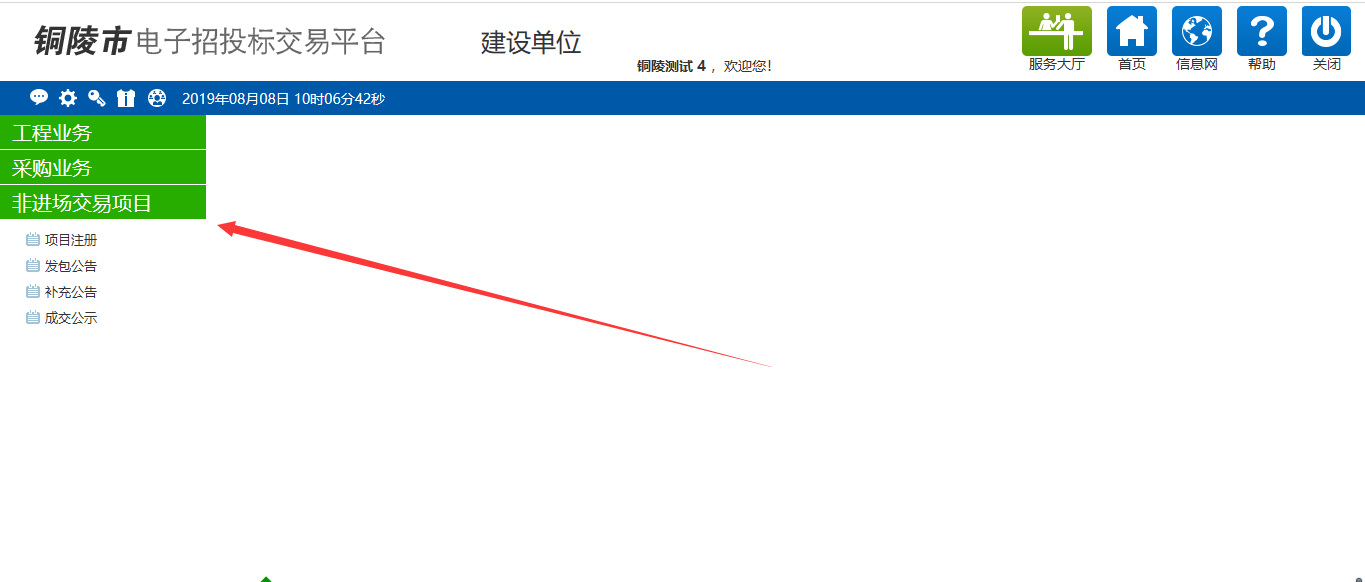 铜陵市电子招投标交易平台
建设单位
铜陵测试 4 ，欢迎您！
服务大厅
首页
信息网
帮助
关闭
2019年08月08日 10时06分42秒
工程业务
采购业务
非进场交易项目
项目注册
发包公告
补充公告
成交公示